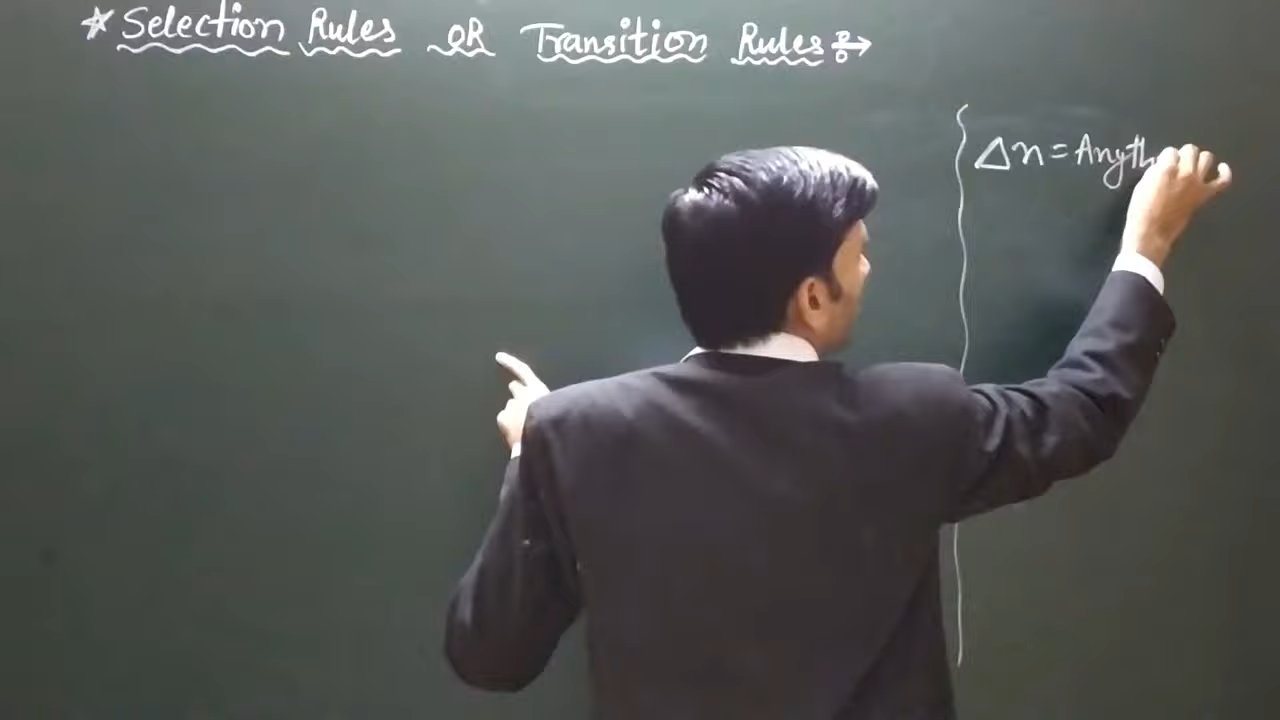 * Selection Rules OR Transition Rules :→
Δn = Anyth